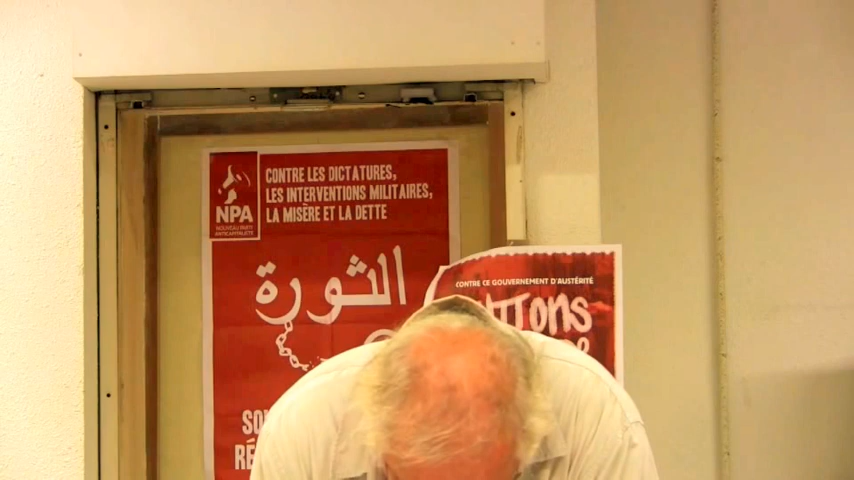 CONTRE LES DICTATURES,
LES INTERVENTIONS MILITAIRES,
LA MISÈRE ET LA DETTE
NPA
NOUVEAU PARTI
ANTICAPITALISTE
الثورة
CONTRE CE GOUVERNEMENT D'AUSTÉRITÉ